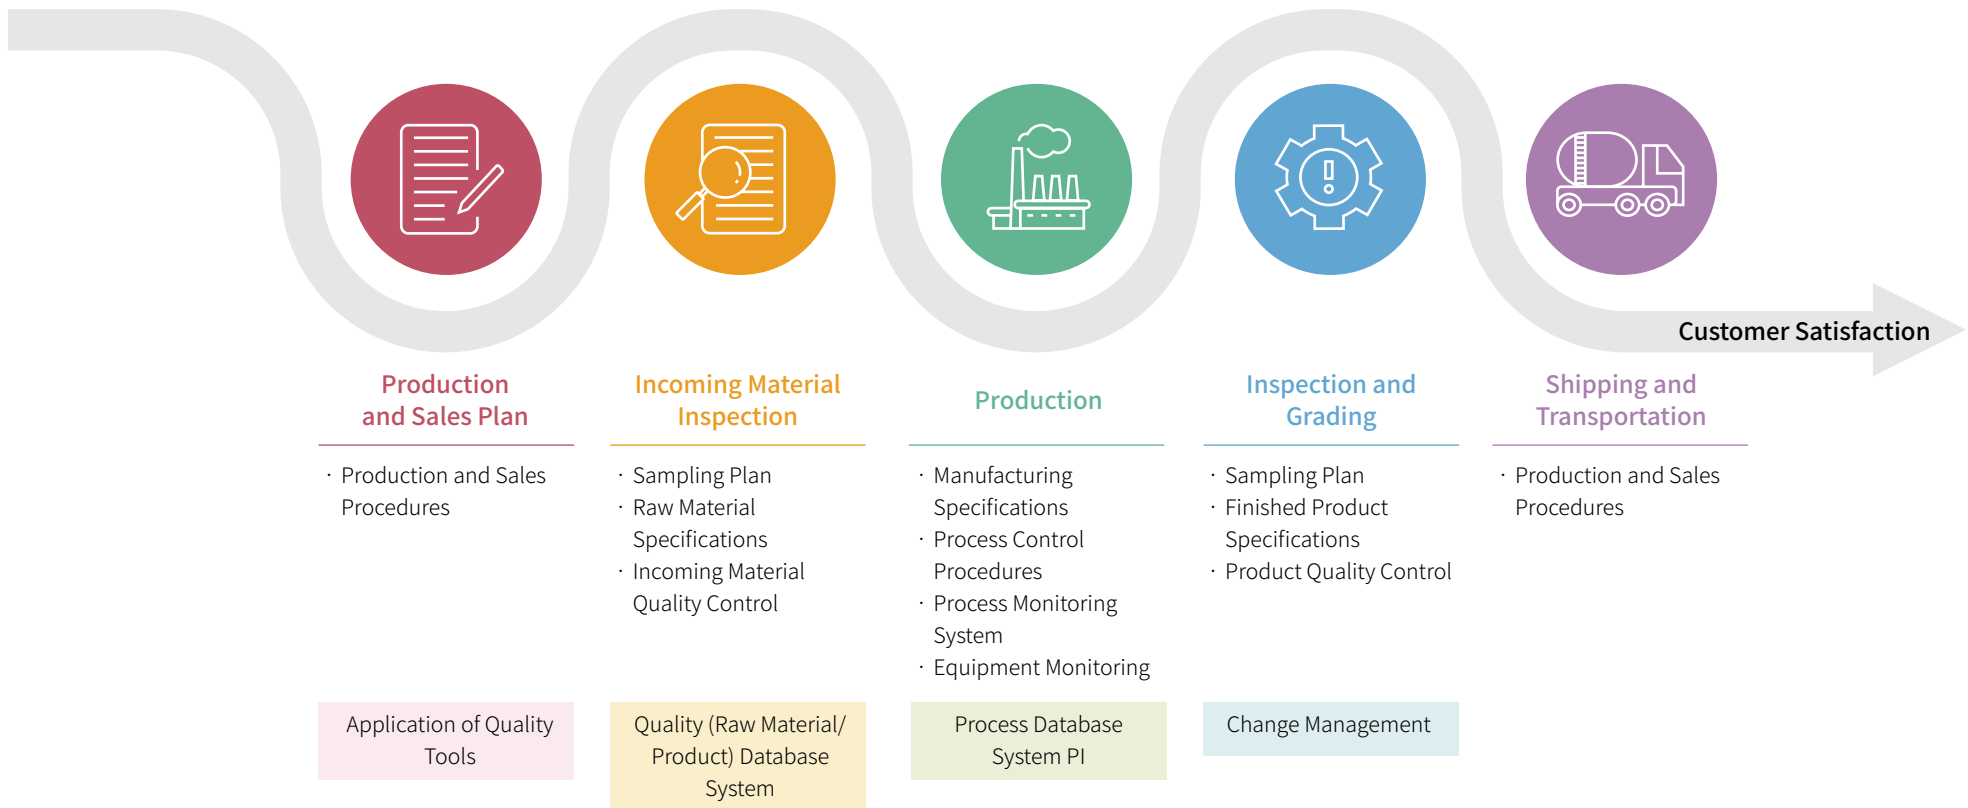 Customer Satisfaction
Production
and Sales Plan
· Production and Sales
Procedures
Application of Quality
Tools
Incoming Material
Inspection
· Sampling Plan
· Raw Material
Specifications
· Incoming Material
Quality Control
Quality (Raw Material/
Product) Database
System
Production
· Manufacturing
Specifications
· Process Control
Procedures
· Process Monitoring
System
· Equipment Monitoring
Process Database
System PI
Inspection and
Grading
· Sampling Plan
· Finished Product
Specifications
· Product Quality Control
Change Management
Shipping and
Transportation
· Production and Sales
Procedures